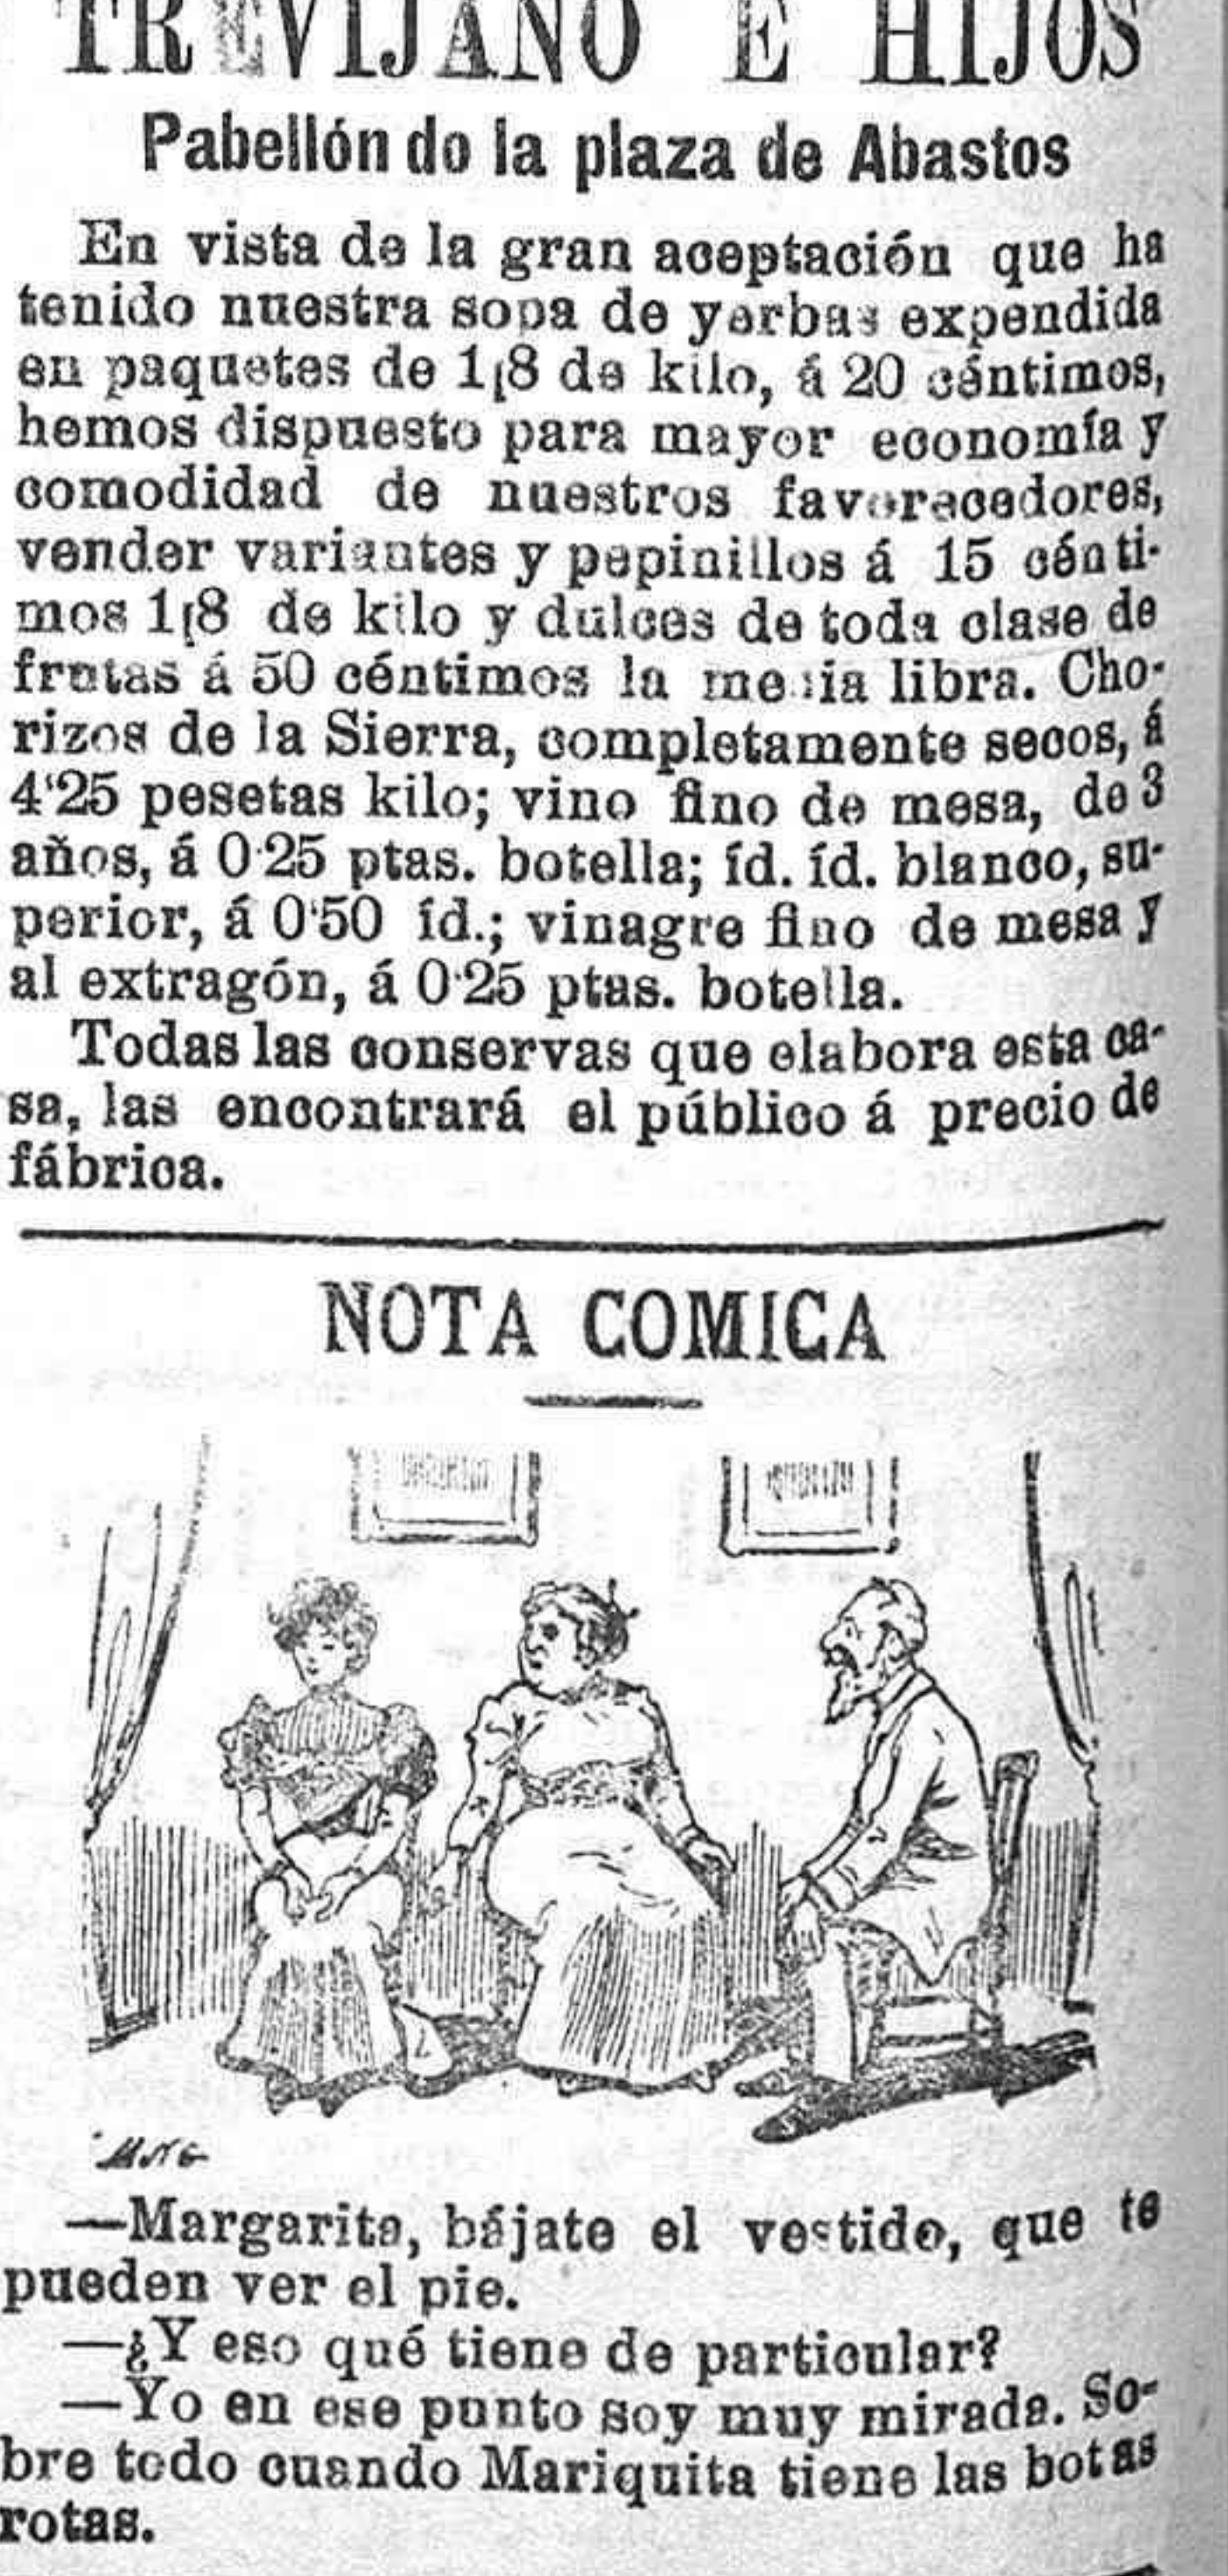 TREVIJANO E HIJOS
Pabellón do la plaza de Abastos
En vista de la gran aceptación que ha
tenido nuestra sopa de yerbas expendida
en paquetes de 1[8 de kilo, á 20 céntimos,
hemos dispuesto para mayor economía y
comodidad de nuestros favorecedores,
vender variantes y pepinillos á 15 cénti-
mos 1[8 de kilo y dulces de toda clase de
frutas á 50 céntimos la media libra. Cho-
rizos de la Sierra, completamente secos, á
4'25 pesetas kilo; vino fino de mesa, de 3
años, á 0'25 ptas. botella; íd. íd. blanco, su-
perior, á 0'50 íd.; vinagre fino de mesa y
al extragón, á 0'25 ptas. botella.
Todas las conservas que elabora esta ca-
sa, las encontrará el público á precio de
fábrica.
NOTA COMICA
—Margarita, bájate el vestido, que te
pueden ver el pie.
—¿Y eso qué tiene de particular?
—Yo en ese punto soy muy mirada. So-
bre todo cuando Mariquita tiene las botas
rotas.